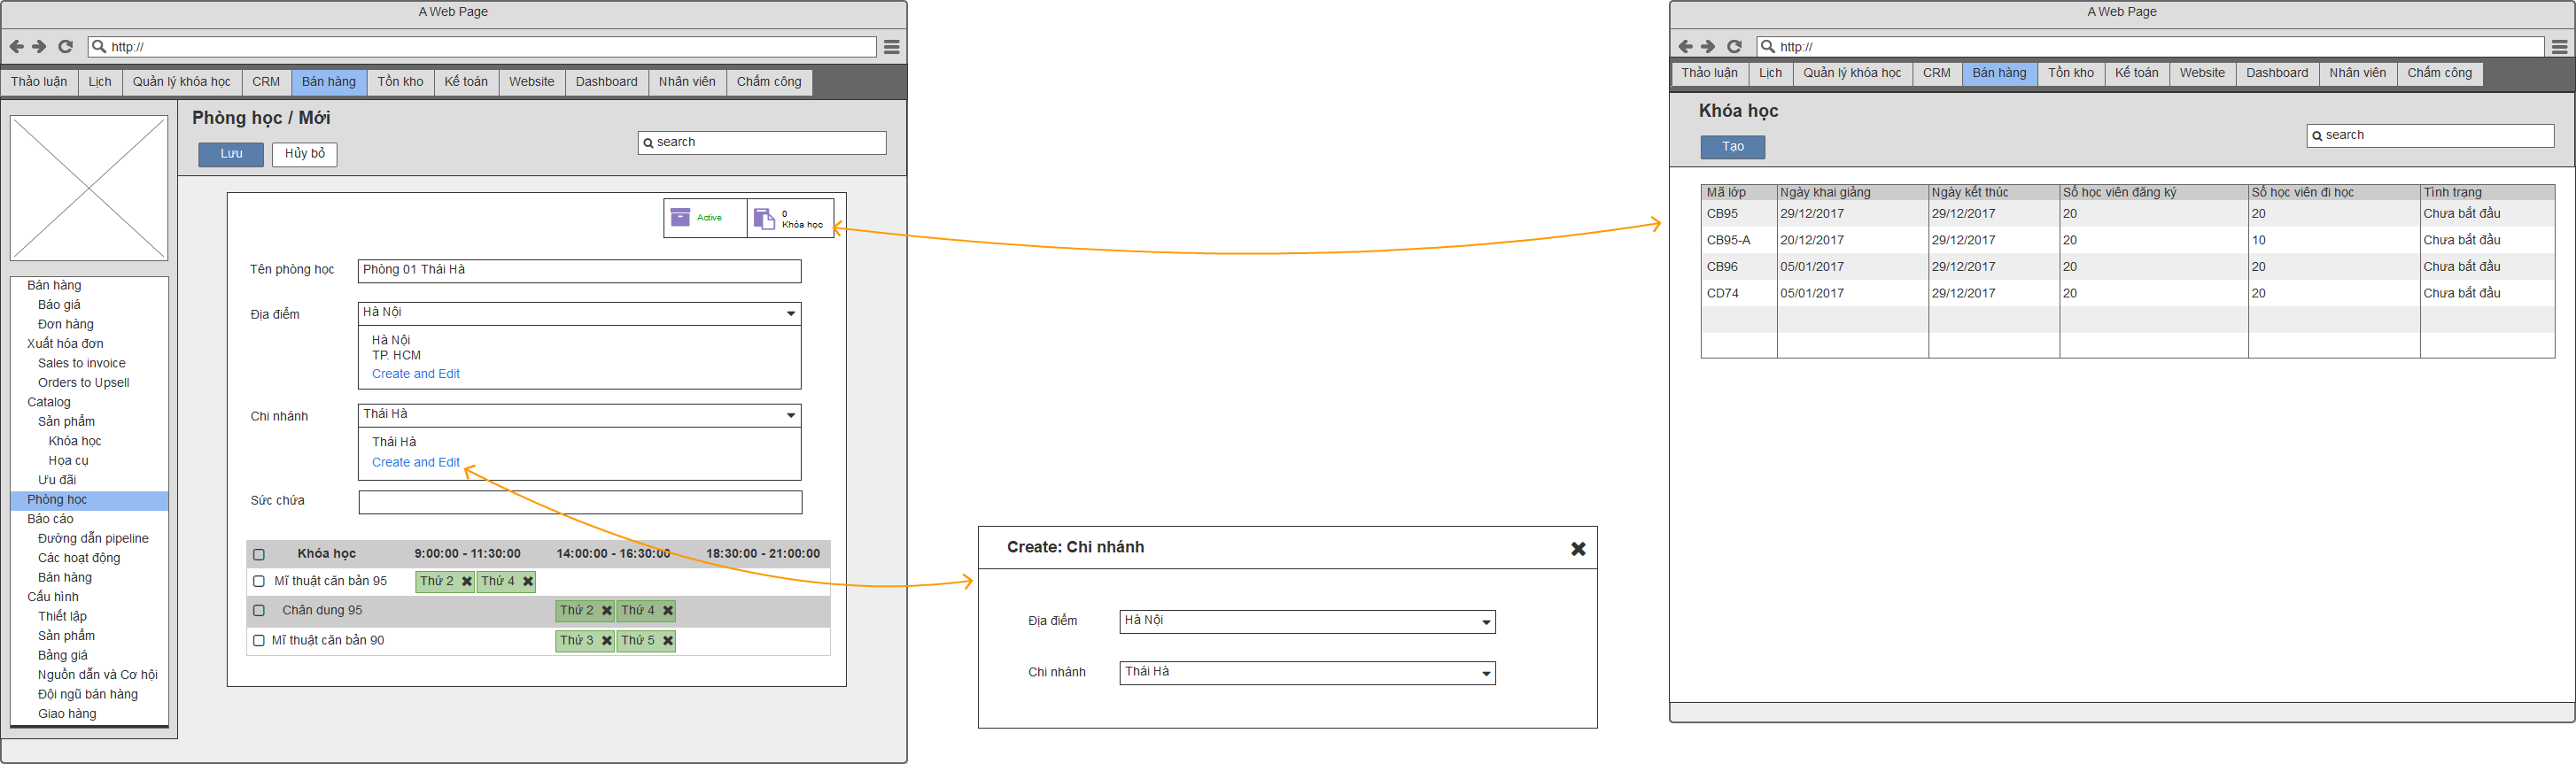 A Web Page
http://
Thảo luận Lịch Quản lý khóa học CRM Bán hàng Tồn kho Kế toán Website Dashboard Nhân viên Chấm công
Phòng học / Mới
search
Lưu Hủy bỏ
Bán hàng
Báo giá
Đơn hàng
Xuất hóa đơn
Sales to invoice
Orders to Upsell
Catalog
Sản phẩm
Khóa học
Họa cụ
Ưu đãi
Phòng học
Báo cáo
Đường dẫn pipeline
Các hoạt động
Bán hàng
Cấu hình
Thiết lập
Sản phẩm
Bảng giá
Nguồn dẫn và Cơ hội
Đội ngũ bán hàng
Giao hàng
Active
0
Khóa học
Tên phòng học Phòng 01 Thái Hà
Địa điểm Hà Nội
Hà Nội
TP. HCM
Create and Edit
Chi nhánh Thái Hà
Thái Hà
Create and Edit
Sức chứa
Khóa học 9:00:00 - 11:30:00 14:00:00 - 16:30:00 18:30:00 - 21:00:00
Mĩ thuật căn bản 95 Thứ 2 Thứ 4
Chân dung 95 Thứ 2 Thứ 4
Mĩ thuật căn bản 90 Thứ 3 Thứ 5
Create: Chi nhánh
Địa điểm Hà Nội
Chi nhánh Thái Hà
A Web Page
http://
Thảo luận Lịch Quản lý khóa học CRM Bán hàng Tồn kho Kế toán Website Dashboard Nhân viên Chấm công
Khóa học
search
Tạo
Mã lớp Ngày khai giảng Ngày kết thúc Số học viên đăng ký Số học viên đi học Tình trạng
CB95 29/12/2017 29/12/2017 20 20 Chưa bắt đầu
CB95-A 20/12/2017 29/12/2017 20 10 Chưa bắt đầu
CB96 05/01/2017 29/12/2017 20 20 Chưa bắt đầu
CD74 05/01/2017 29/12/2017 20 20 Chưa bắt đầu